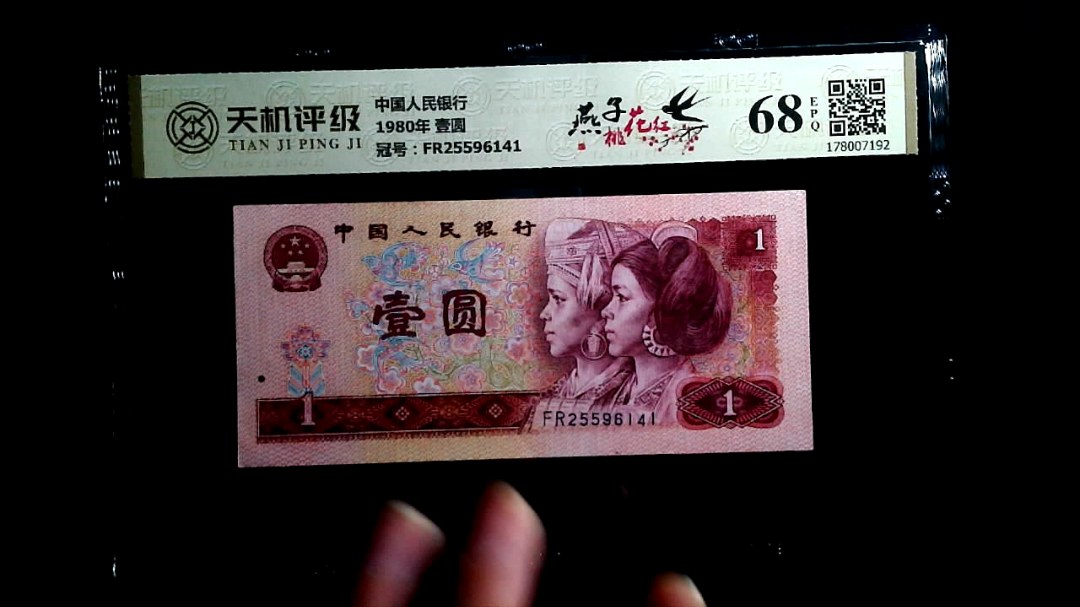 天机评级
TIAN JI PING JI
中国人民银行
1980年 壹圆
冠号：FR25596141
燕子
桃花红
68 EPQ
178007192
中国人民银行
1
壹圆
1
FR25596141
1